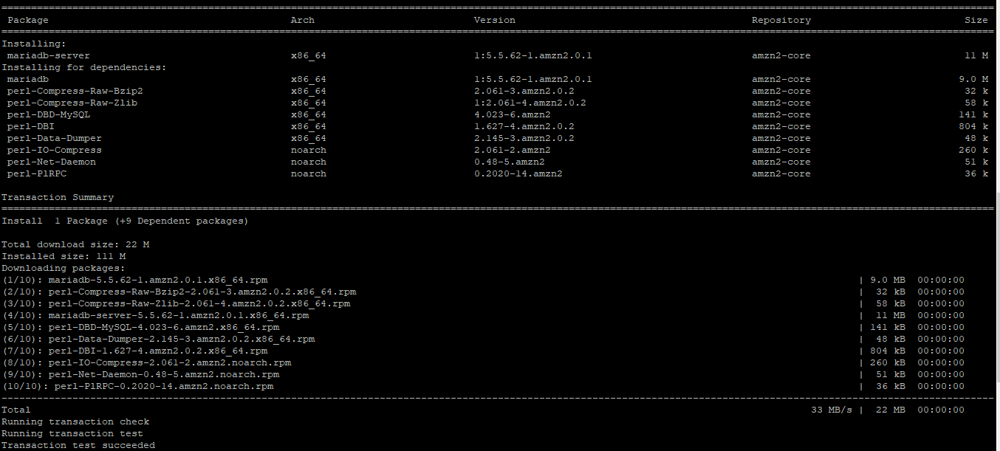 Package Arch Version Repository Size
Installing:
mariadb-server x86_64 1:5.5.62-1.amzn2.0.1 amzn2-core 11 M
Installing for dependencies:
mariadb x86_64 1:5.5.62-1.amzn2.0.1 amzn2-core 9.0 M
perl-Compress-Raw-Bzip2 x86_64 2.061-3.amzn2.0.2 amzn2-core 32 k
perl-Compress-Raw-Zlib x86_64 1:2.061-4.amzn2.0.2 amzn2-core 58 k
perl-DBD-MySQL x86_64 4.023-6.amzn2 amzn2-core 141 k
perl-DBI x86_64 1.627-4.amzn2.0.2 amzn2-core 804 k
perl-Data-Dumper x86_64 2.145-3.amzn2.0.2 amzn2-core 48 k
perl-IO-Compress noarch 2.061-2.amzn2 amzn2-core 260 k
perl-Net-Daemon noarch 0.48-5.amzn2 amzn2-core 51 k
perl-PlRPC noarch 0.2020-14.amzn2 amzn2-core 36 k
Transaction Summary
Install 1 Package (+9 Dependent packages)
Total download size: 22 M
Installed size: 111 M
Downloading packages:
(1/10): mariadb-5.5.62-1.amzn2.0.1.x86_64.rpm | 9.0 MB 00:00:00
(2/10): perl-Compress-Raw-Bzip2-2.061-3.amzn2.0.2.x86_64.rpm | 32 kB 00:00:00
(3/10): perl-Compress-Raw-Zlib-2.061-4.amzn2.0.2.x86_64.rpm | 58 kB 00:00:00
(4/10): mariadb-server-5.5.62-1.amzn2.0.1.x86_64.rpm | 11 MB 00:00:00
(5/10): perl-DBD-MySQL-4.023-6.amzn2.x86_64.rpm | 141 kB 00:00:00
(6/10): perl-Data-Dumper-2.145-3.amzn2.0.2.x86_64.rpm | 48 kB 00:00:00
(7/10): perl-DBI-1.627-4.amzn2.0.2.x86_64.rpm | 804 kB 00:00:00
(8/10): perl-IO-Compress-2.061-2.amzn2.noarch.rpm | 260 kB 00:00:00
(9/10): perl-Net-Daemon-0.48-5.amzn2.noarch.rpm | 51 kB 00:00:00
(10/10): perl-PlRPC-0.2020-14.amzn2.noarch.rpm | 36 kB 00:00:00
Total 33 MB/s | 22 MB 00:00:00
Running transaction check
Running transaction test
Transaction test succeeded